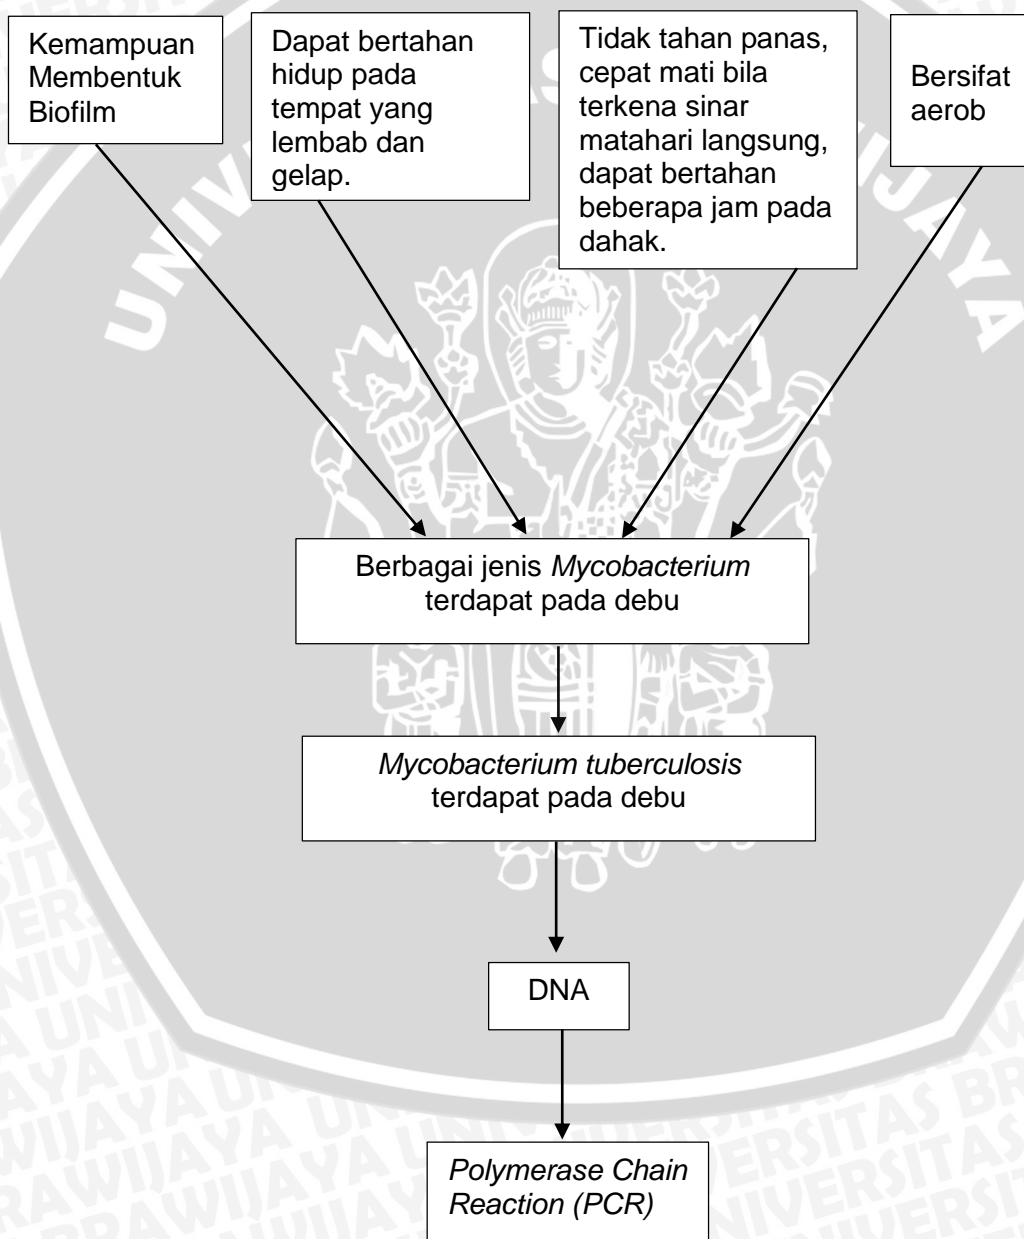 Kemampuan
Membentuk
Biofilm
Dapat bertahan
hidup pada
tempat yang
lembab dan
gelap.
Tidak tahan panas,
cepat mati bila
terkena sinar
matahari langsung,
dapat bertahan
beberapa jam pada
dahak.
Bersifat
aerob
Berbagai jenis Mycobacterium
terdapat pada debu
Mycobacterium tuberculosis
terdapat pada debu
DNA
Polymerase Chain
Reaction (PCR)